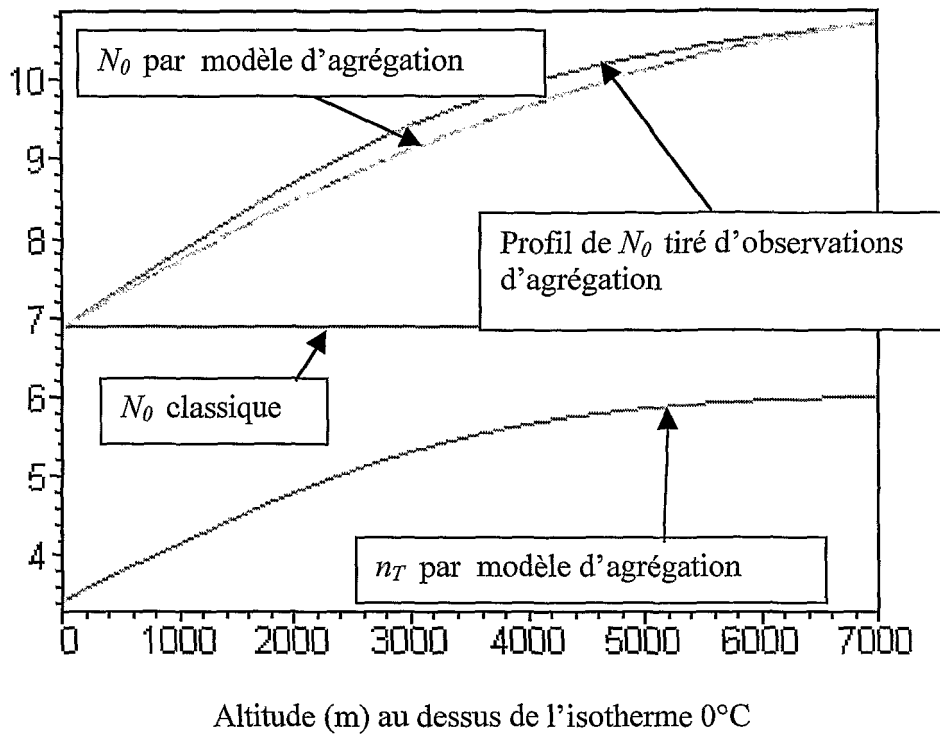 N0 par modèle d'agrégation
10
9
8
7
6
5
4
Profil de N0 tiré d'observations
d'agrégation
N0 classique
nT par modèle d'agrégation
0 1000 2000 3000 4000 5000 6000 7000
Altitude (m) au dessus de l'isotherme 0°C